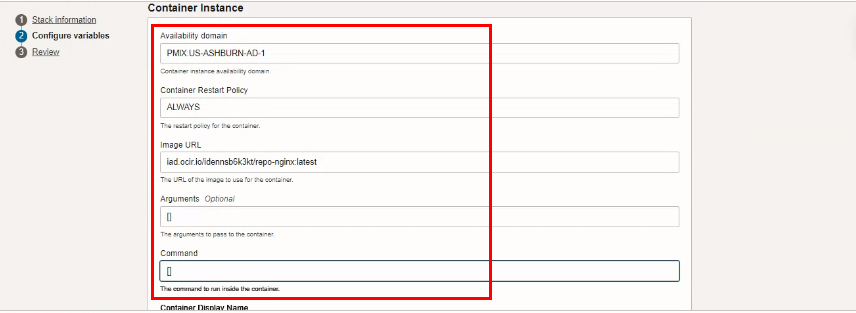 Container Instance
1 Stack information
2 Configure variables
3 Review
Availability domain
PMIX:US-ASHBURN-AD-1
Container instance availability domain
Container Restart Policy
ALWAYS
The restart policy for the container.
Image URL
iad.ocir.io/idennsb6k3kt/repo-nginx:latest
The URL of the image to use for the container.
Arguments Optional
[]
The arguments to pass to the container.
Command
[]
The command to run inside the container.
Container Display Name